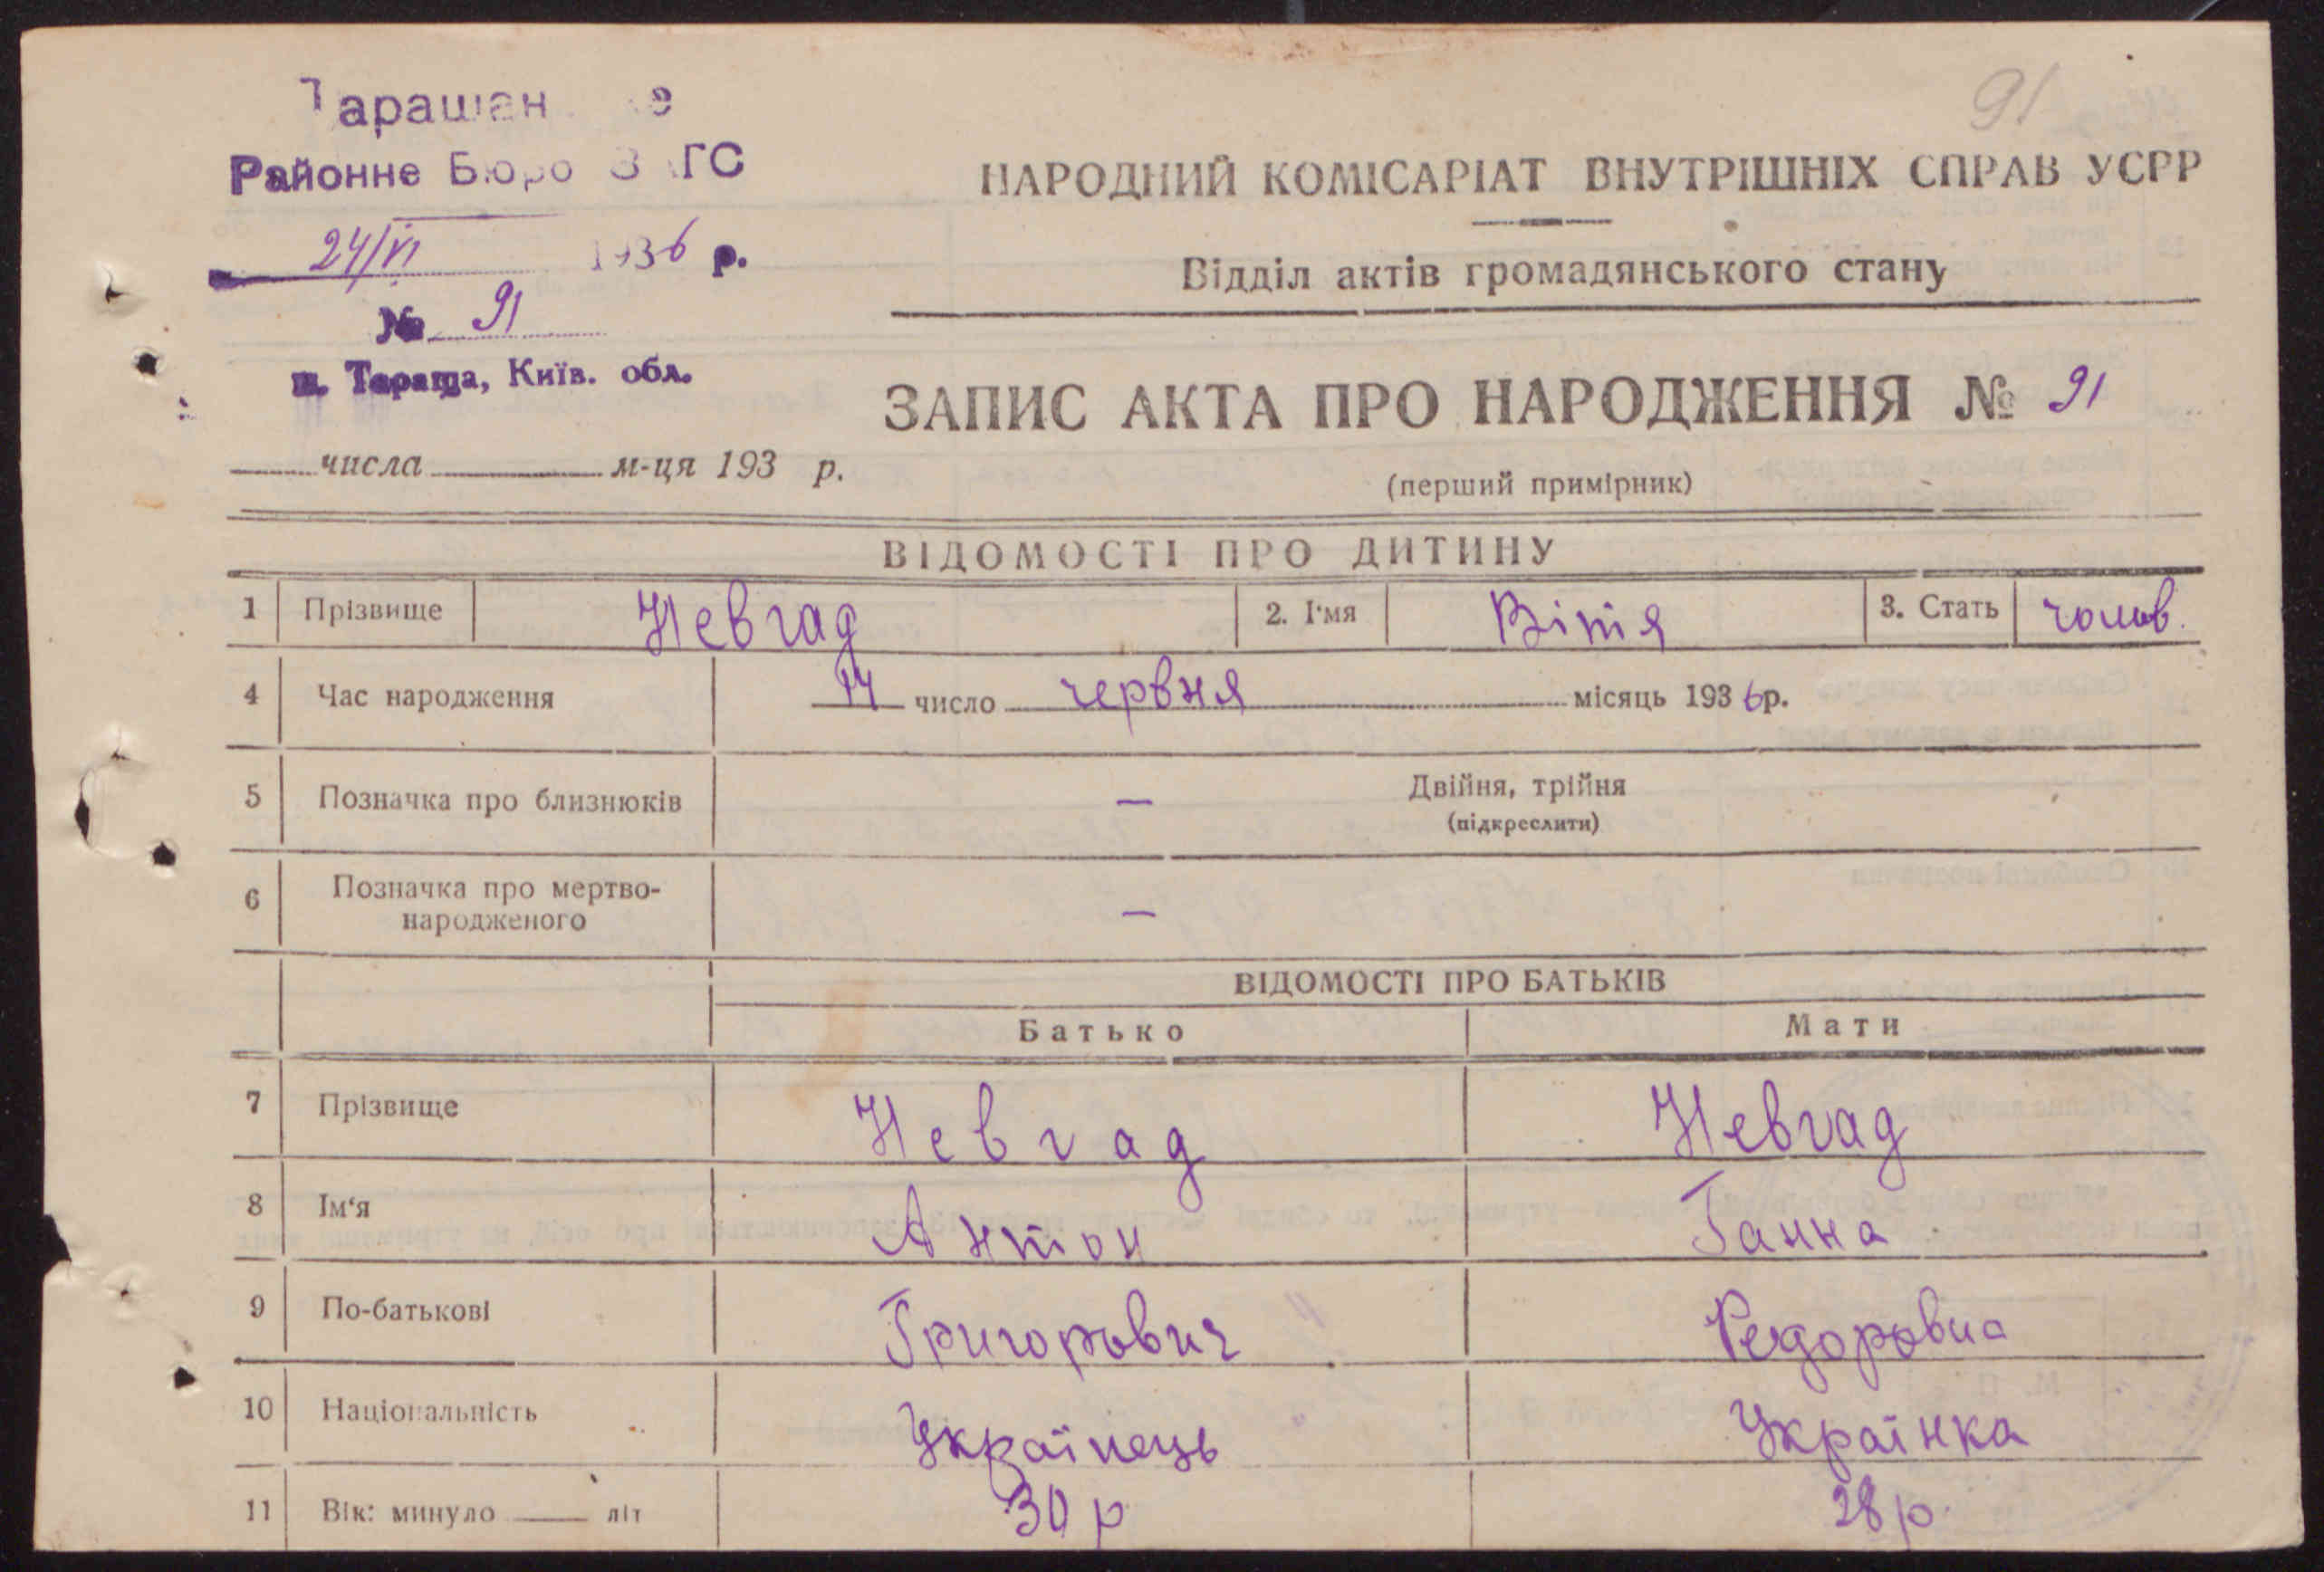 91
Таращанське
Районне Бюро ЗАГС
24/VI 1936 р.
№ 91
м. Тараща, Київ. обл.
НАРОДНИЙ КОМІСАРІАТ ВНУТРІШНІХ СПРАВ УСРР
Відділ актів громадянського стану
ЗАПИС АКТА ПРО НАРОДЖЕННЯ № 91
(перший примірник)
числа м-ця 193 р.
ВІДОМОСТІ ПРО ДИТИНУ
1 Прізвище Невгад 2. І'мя Вітя 3. Стать чолов.
4 Час народження 14 число червня місяць 1936 р.
5 Позначка про близнюків — Двійня, трійня
(підкреслити)
6 Позначка про мертво-
народженого —
ВІДОМОСТІ ПРО БАТЬКІВ
Батько Мати
7 Прізвище Невгад Невгад
8 Ім'я Антон Ганна
9 По-батькові Григорович Федоровна
10 Національність Українець Українка
11 Вік: минуло літ 30 р 28 р.